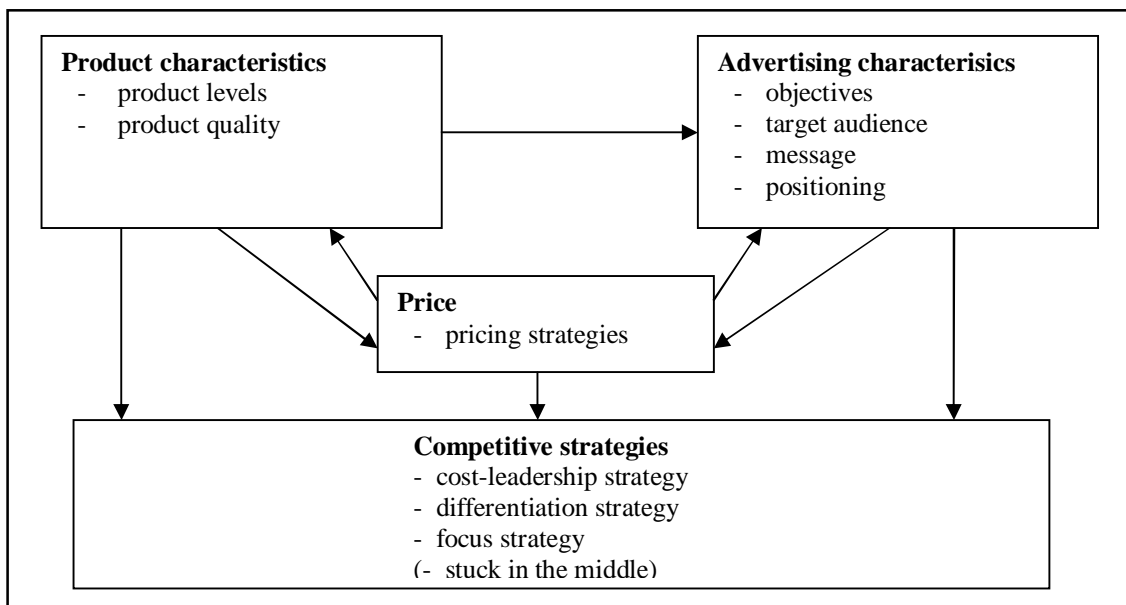 Product characteristics
- product levels
- product quality
Advertising characterisics
- objectives
- target audience
- message
- positioning
Price
- pricing strategies
Competitive strategies
- cost-leadership strategy
- differentiation strategy
- focus strategy
(- stuck in the middle)